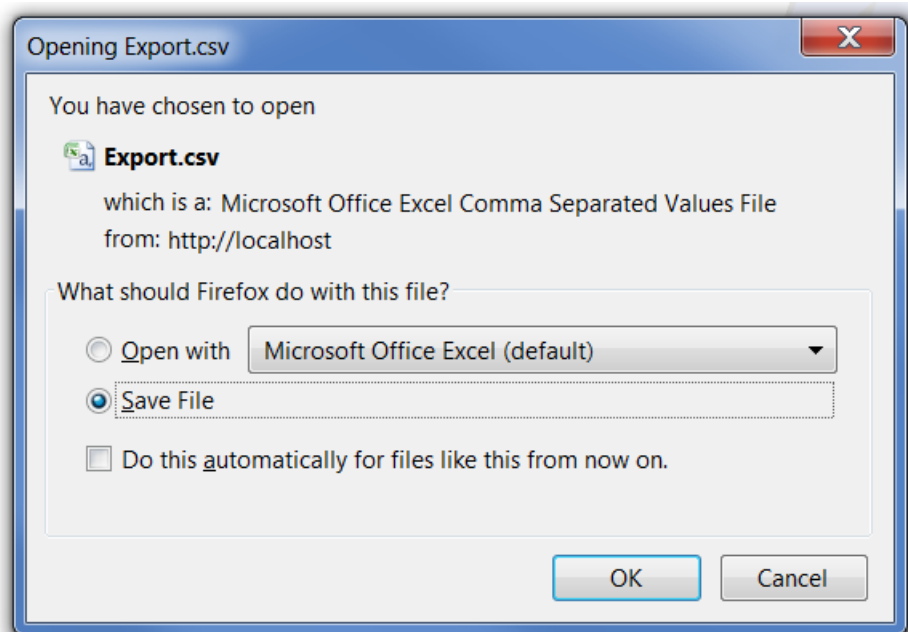 Opening Export.csv
You have chosen to open
Export.csv
which is a: Microsoft Office Excel Comma Separated Values File
from: http://localhost
What should Firefox do with this file?
Open with Microsoft Office Excel (default)
Save File
Do this automatically for files like this from now on.
OK Cancel